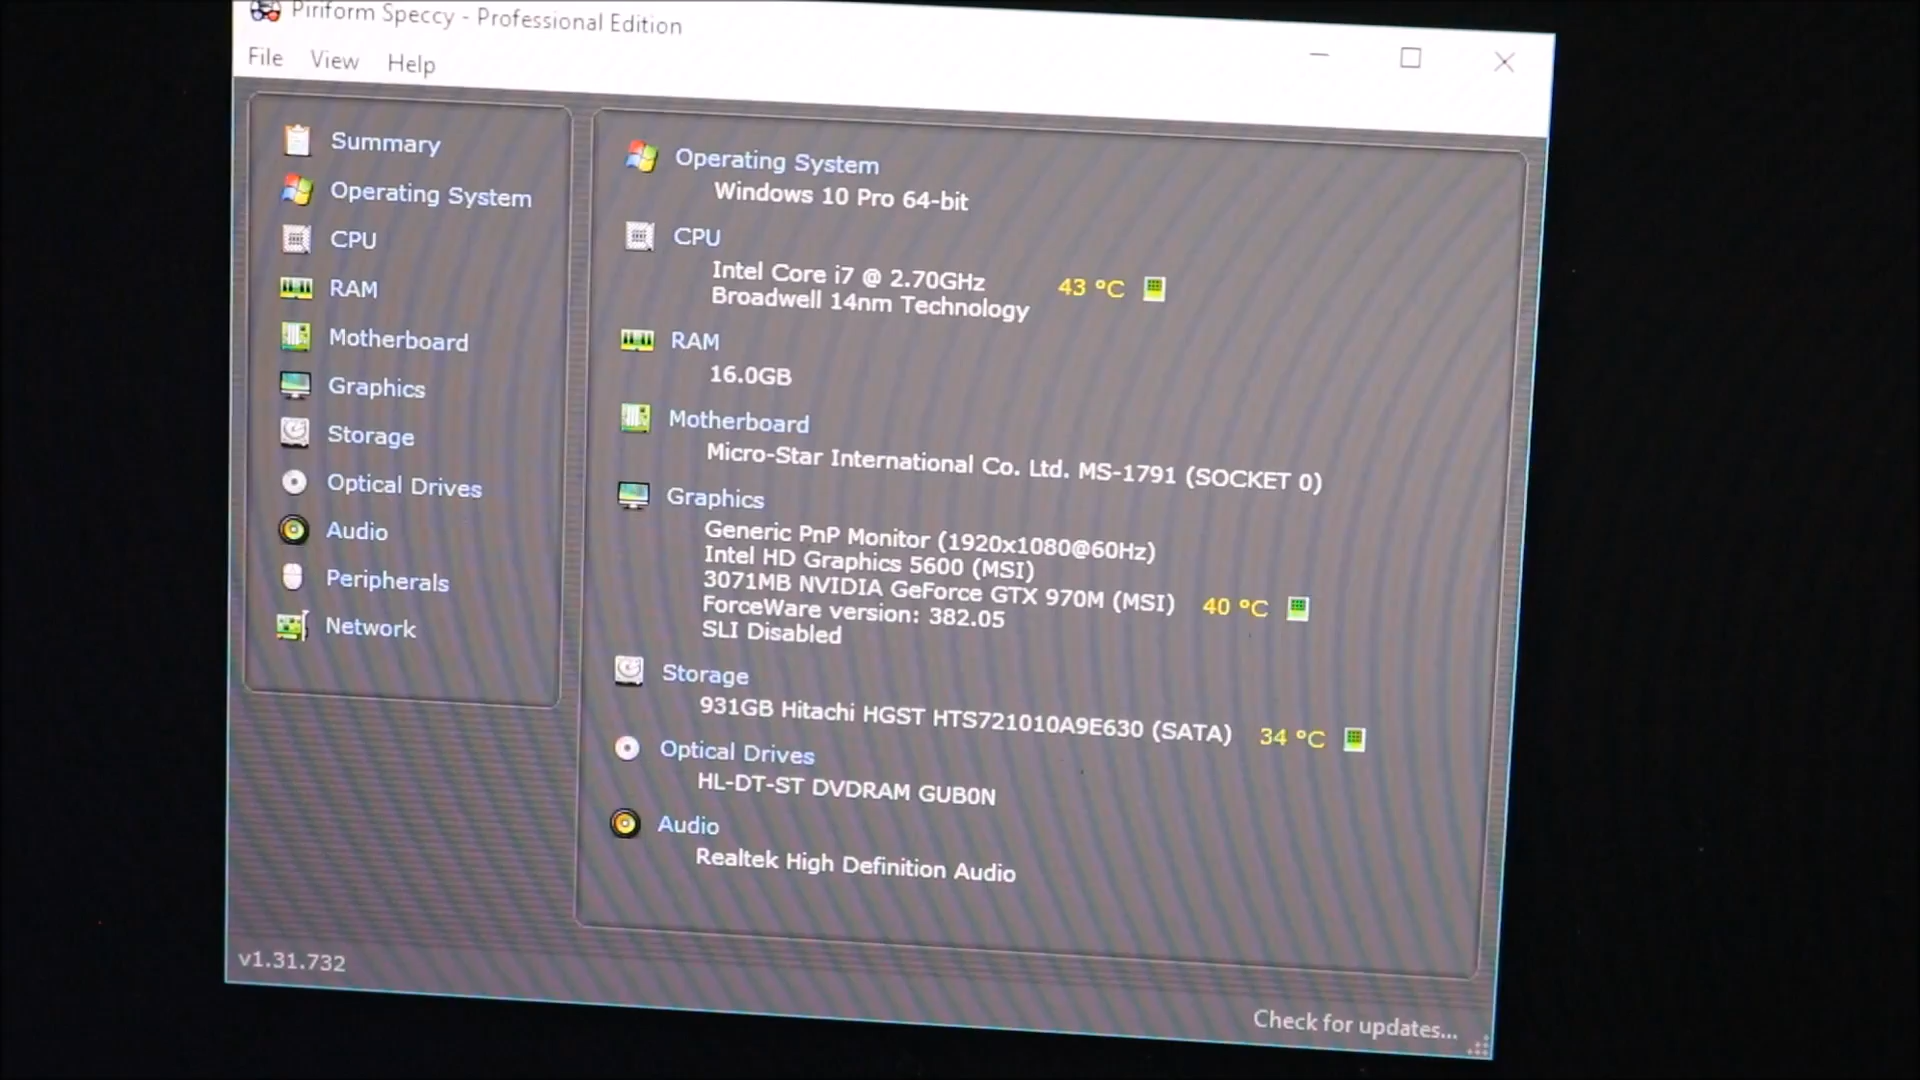 Piriform Speccy - Professional Edition
File View Help
Summary
Operating System
CPU
RAM
Motherboard
Graphics
Storage
Optical Drives
Audio
Peripherals
Network
Operating System
Windows 10 Pro 64-bit
CPU
Intel Core i7 @ 2.70GHz 43 °C
Broadwell 14nm Technology
RAM
16.0GB
Motherboard
Micro-Star International Co. Ltd. MS-1791 (SOCKET 0)
Graphics
Generic PnP Monitor (1920x1080@60Hz)
Intel HD Graphics 5600 (MSI)
3071MB NVIDIA GeForce GTX 970M (MSI) 40 °C
ForceWare version: 382.05
SLI Disabled
Storage
931GB Hitachi HGST HTS721010A9E630 (SATA) 34 °C
Optical Drives
HL-DT-ST DVDRAM GUB0N
Audio
Realtek High Definition Audio
v1.31.732
Check for updates...